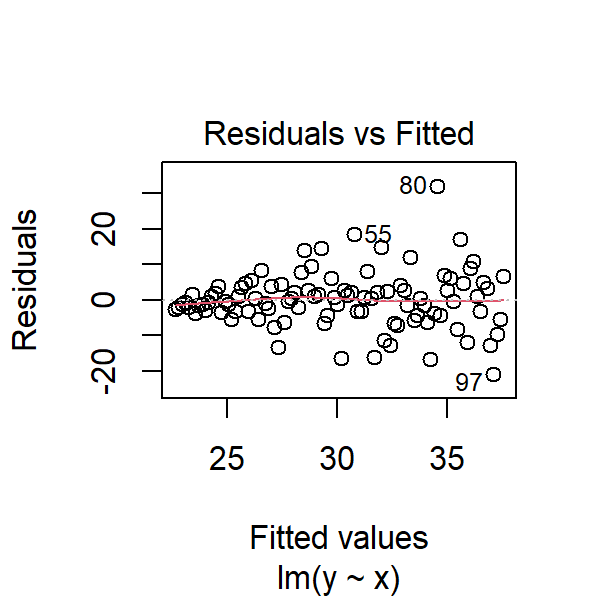 Residuals vs Fitted
Residuals
20
0
-20
80
55
97
25 30 35
Fitted values
lm(y ~ x)